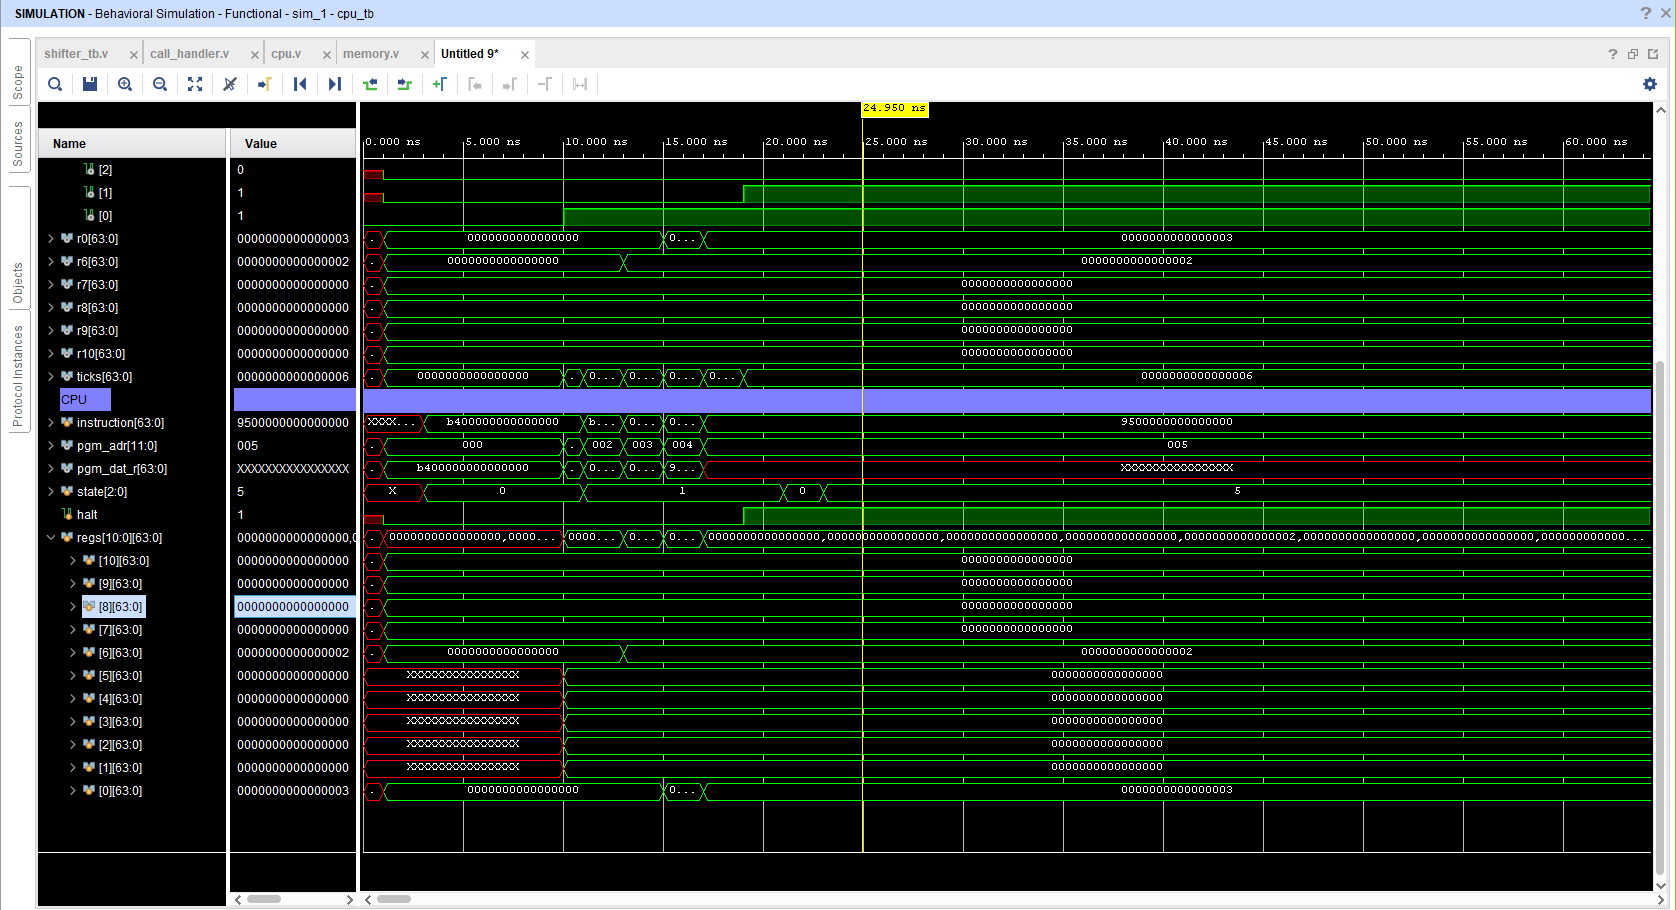 SIMULATION - Behavioral Simulation - Functional - sim_1 - cpu_tb
Scope
Sources
Objects
Protocol Instances
shifter_tb.v call_handler.v cpu.v memory.v Untitled 9*
24.950 ns
Name Value 0.000 ns 5.000 ns 10.000 ns 15.000 ns 20.000 ns 25.000 ns 30.000 ns 35.000 ns 40.000 ns 45.000 ns 50.000 ns 55.000 ns 60.000 ns
[2] 0
[1] 1
[0] 1
r0[63:0] 0000000000000003 . 0000000000000000 0... 0000000000000003
r6[63:0] 0000000000000002 . 0000000000000000 0000000000000002
r7[63:0] 0000000000000000 . 0000000000000000
r8[63:0] 0000000000000000 . 0000000000000000
r9[63:0] 0000000000000000 . 0000000000000000
r10[63:0] 0000000000000000 . 0000000000000000
ticks[63:0] 0000000000000006 . 0000000000000000 . 0... 0... 0... 0... 0000000000000006
CPU
instruction[63:0] 9500000000000000 XXXX... b400000000000000 b... 0... 0... 9500000000000000
pgm_adr[11:0] 005 . 000 . 002 003 004 005
pgm_dat_r[63:0] XXXXXXXXXXXXXXXX . b400000000000000 . 0... 0... 9... XXXXXXXXXXXXXXXX
state[2:0] 5 X 0 1 0 5
halt 1
regs[10:0][63:0] 0000000000000000,0 . 0000000000000000,0000... 0000... 0... 0... 0000000000000000,0000000000000000,0000000000000000,0000000000000000,0000000000000002,0000000000000000,0000000000000000,000000000000...
[10][63:0] 0000000000000000 . 0000000000000000
[9][63:0] 0000000000000000 . 0000000000000000
[8][63:0] 0000000000000000 . 0000000000000000
[7][63:0] 0000000000000000 . 0000000000000000
[6][63:0] 0000000000000002 . 0000000000000000 0000000000000002
[5][63:0] 0000000000000000 XXXXXXXXXXXXXXXX 0000000000000000
[4][63:0] 0000000000000000 XXXXXXXXXXXXXXXX 0000000000000000
[3][63:0] 0000000000000000 XXXXXXXXXXXXXXXX 0000000000000000
[2][63:0] 0000000000000000 XXXXXXXXXXXXXXXX 0000000000000000
[1][63:0] 0000000000000000 XXXXXXXXXXXXXXXX 0000000000000000
[0][63:0] 0000000000000003 . 0000000000000000 0... 0000000000000003